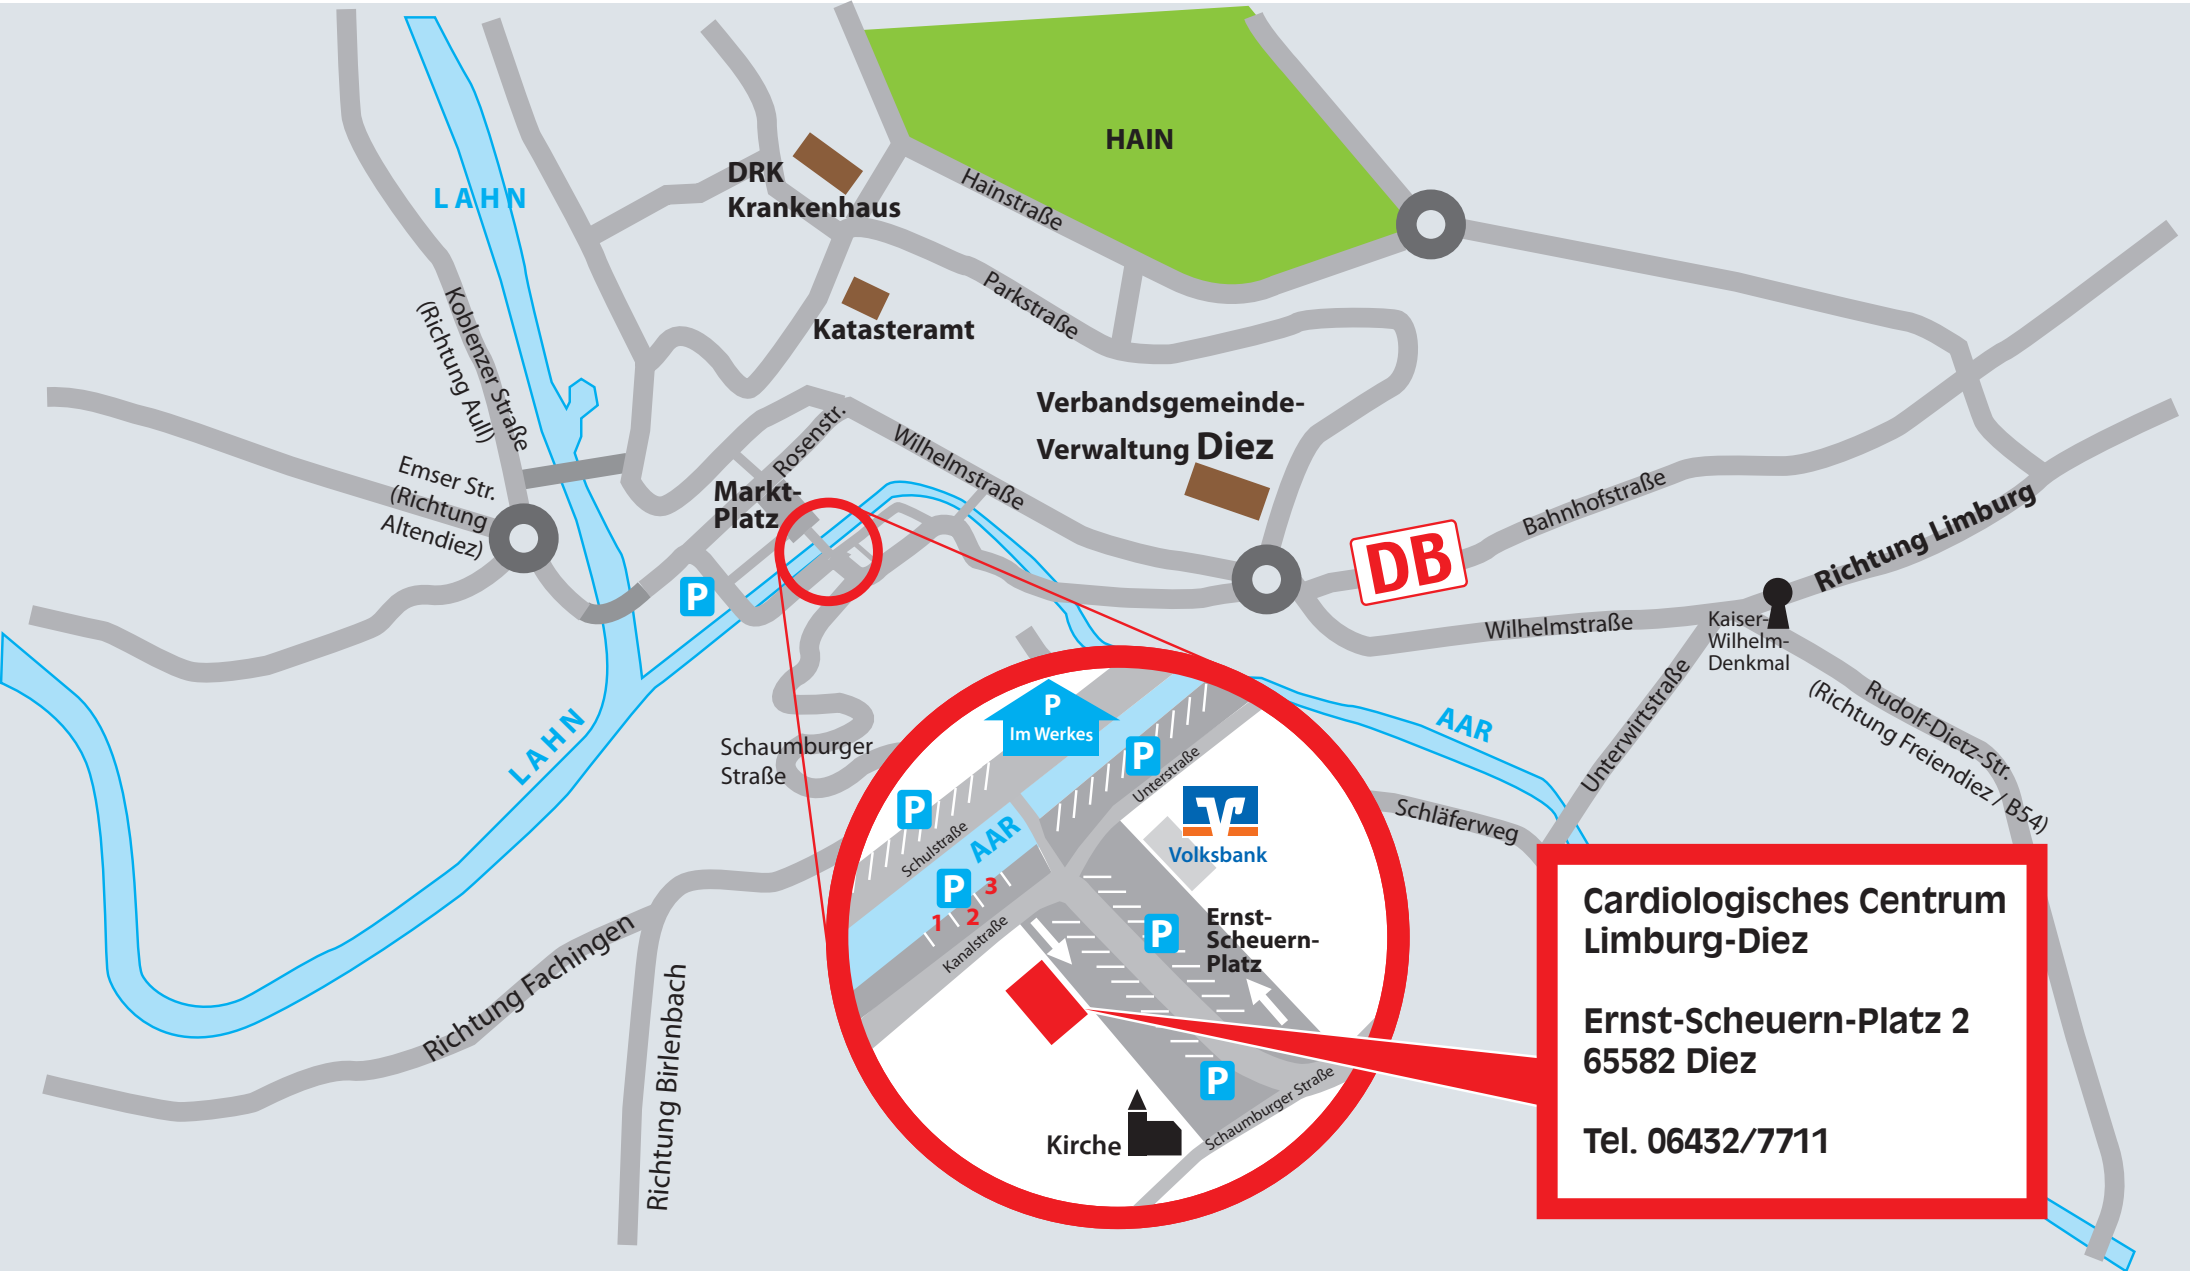 HAIN
DRK
Krankenhaus
LAHN
Hainstraße
Parkstraße
Koblenzer Straße
(Richtung Aull)
Katasteramt
Verbandsgemeinde-
Verwaltung Diez
Rosenstr.
Wilhelmstraße
Emser Str.
(Richtung
Altendiez)
Markt-
Platz
Bahnhofstraße
DB
Richtung Limburg
P
Wilhelmstraße
Kaiser-
Wilhelm-
Denkmal
Unterwirtstraße
Rudolf-Dietz-Str.
(Richtung Freiendiez / B54)
LAHN
AAR
Schaumburger
Straße
P
Im Werkes
P
Unterstraße
P
Schulstraße
AAR
Volksbank
Schläferweg
P
1
2
3
Kanalstraße
P
Ernst-
Scheuern-
Platz
P
Schaumburger Straße
Kirche
Richtung Fachingen
Richtung Birlenbach
Cardiologisches Centrum
Limburg-Diez
Ernst-Scheuern-Platz 2
65582 Diez
Tel. 06432/7711